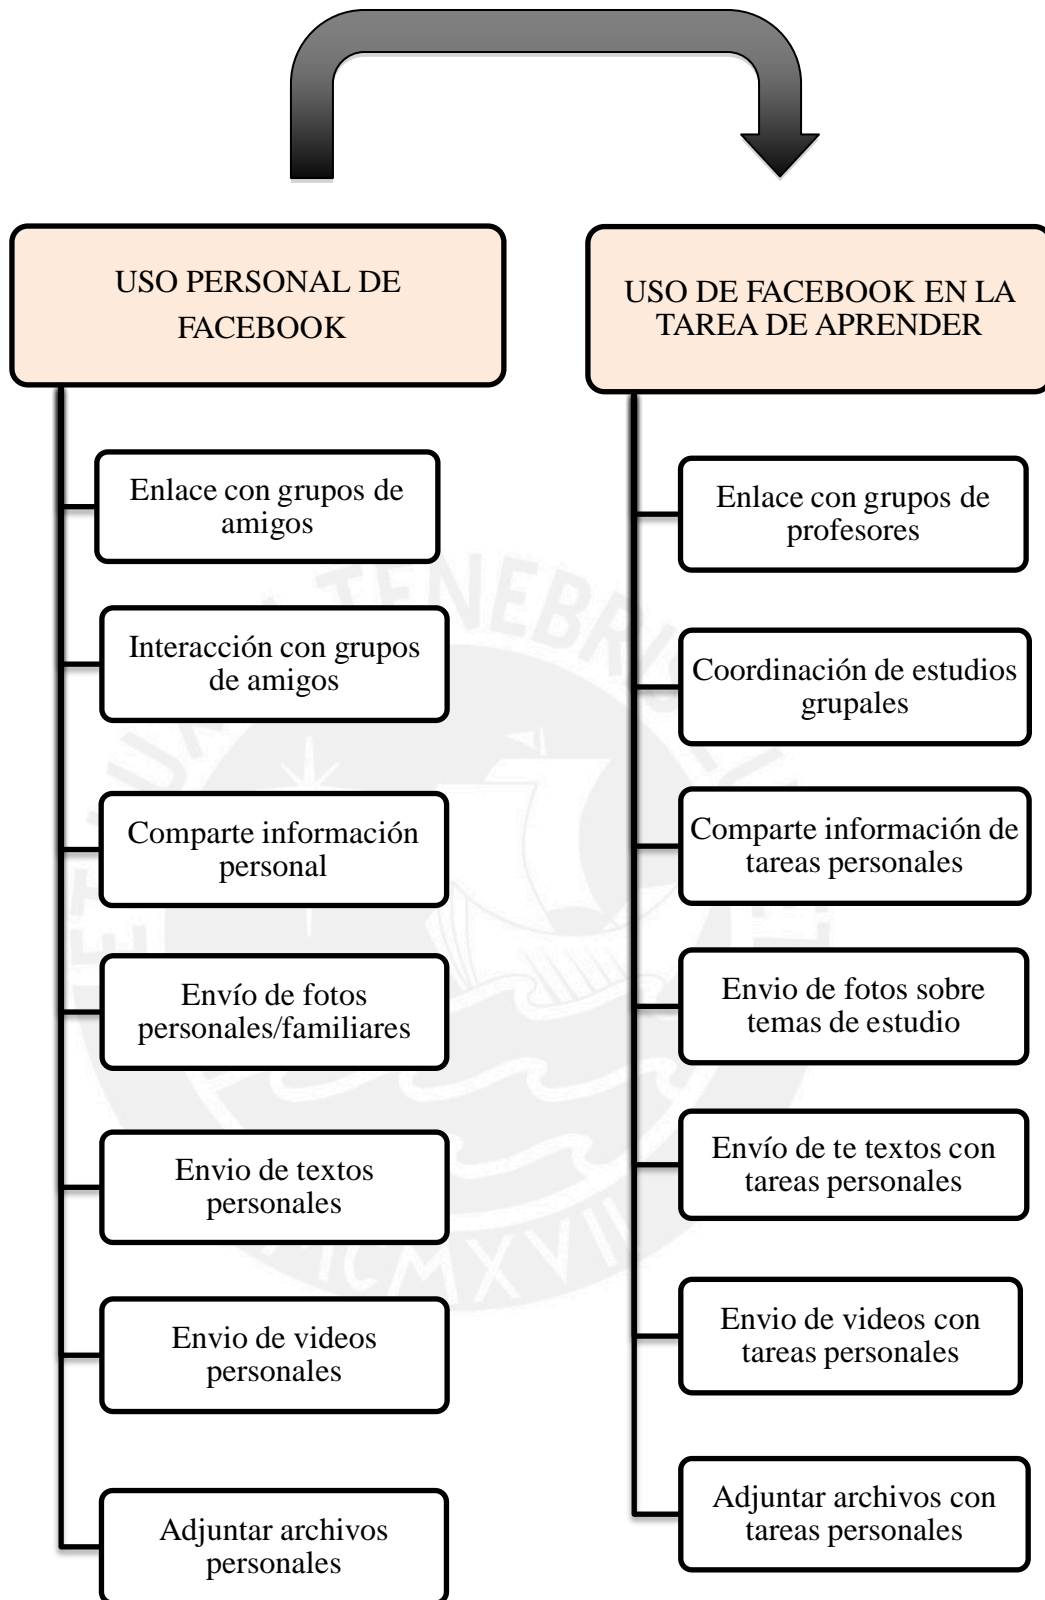 USO PERSONAL DE
FACEBOOK
Enlace con grupos de
amigos
Interacción con grupos
de amigos
Comparte información
personal
Envío de fotos
personales/familiares
Envio de textos
personales
Envio de videos
personales
Adjuntar archivos
personales
USO DE FACEBOOK EN LA
TAREA DE APRENDER
Enlace con grupos de
profesores
Coordinación de estudios
grupales
Comparte información de
tareas personales
Envio de fotos sobre
temas de estudio
Envío de te textos con
tareas personales
Envio de videos con
tareas personales
Adjuntar archivos con
tareas personales
TENEBRIS
MCMXVII